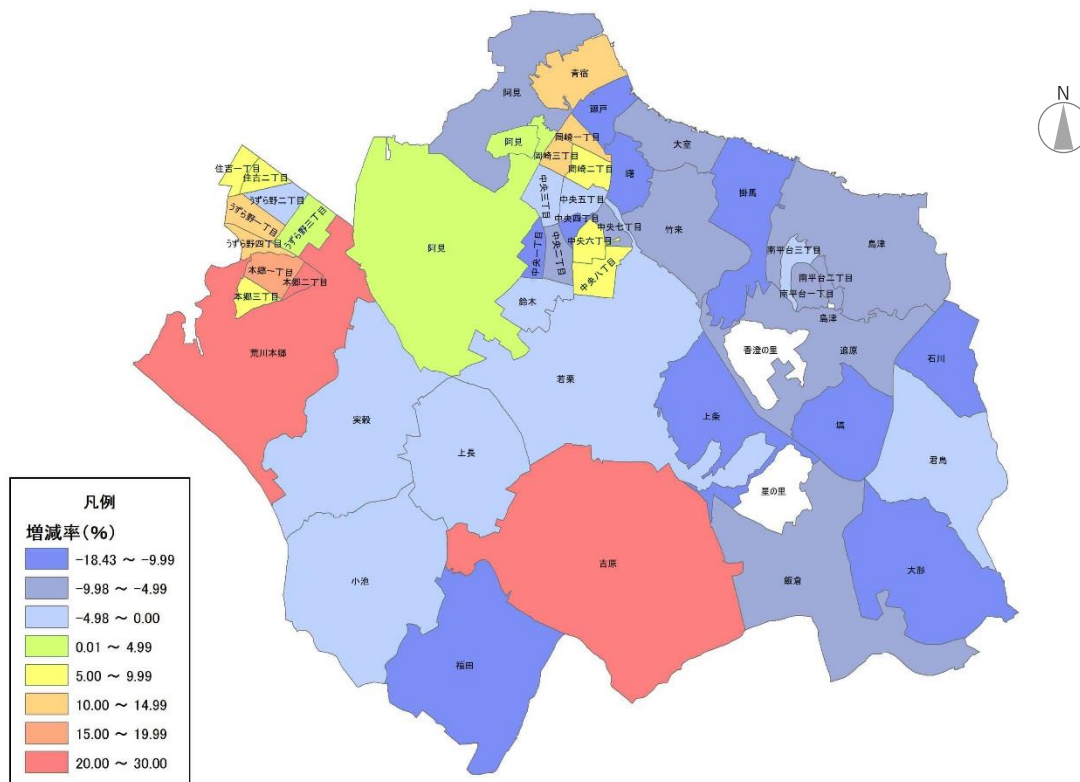 N
青宿
阿見
廻戸
岡崎一丁目
阿見
大室
岡崎三丁目
岡崎二丁目
住吉一丁目
住吉二丁目
曙
掛馬
中央三丁目
中央五丁目
うずら野二丁目
うずら野一丁目
うずら野三丁目
中央四丁目
中央七丁目
竹来
島津
うずら野四丁目
阿見
中央一丁目
中央二丁目
中央六丁目
南平台三丁目
本郷一丁目
本郷二丁目
中央八丁目
南平台二丁目
南平台一丁目
本郷三丁目
鈴木
島津
荒川本郷
香澄の里
追原
石川
若栗
実穀
上条
塙
上長
君島
星の里
小池
吉原
飯倉
大形
福田
凡例
増減率(%)
-18.43 ～ -9.99
-9.98 ～ -4.99
-4.98 ～ 0.00
0.01 ～ 4.99
5.00 ～ 9.99
10.00 ～ 14.99
15.00 ～ 19.99
20.00 ～ 30.00